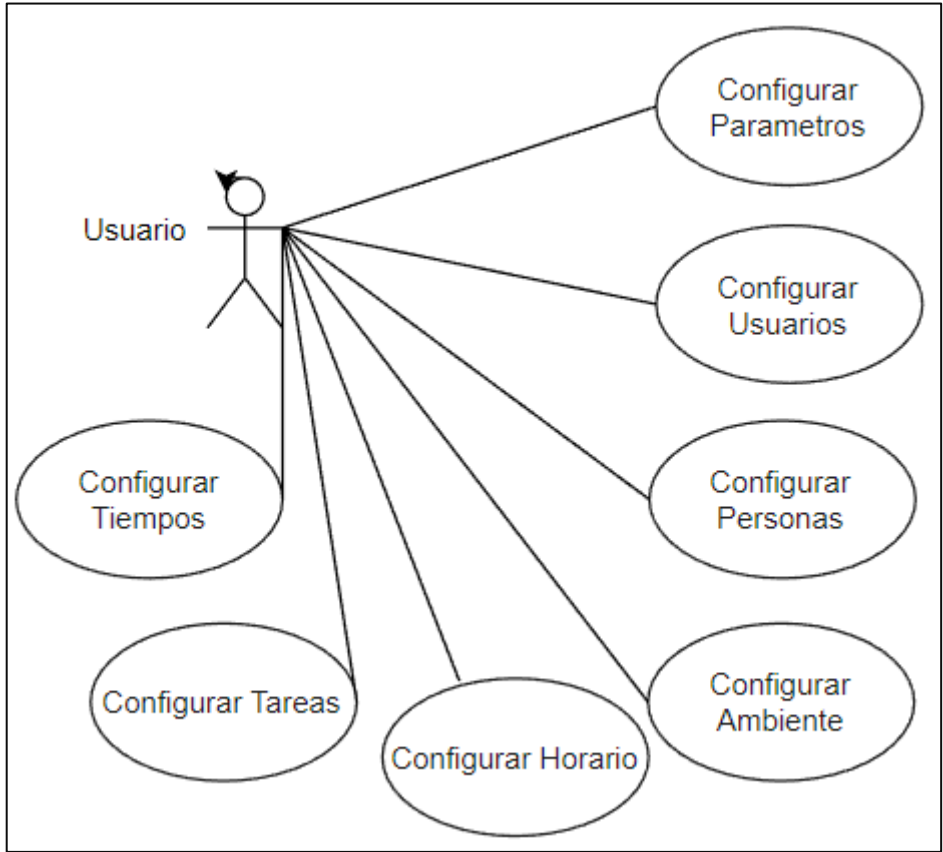 Configurar
Parametros
Usuario
Configurar
Usuarios
Configurar
Tiempos
Configurar
Personas
Configurar Tareas
Configurar
Ambiente
Configurar Horario